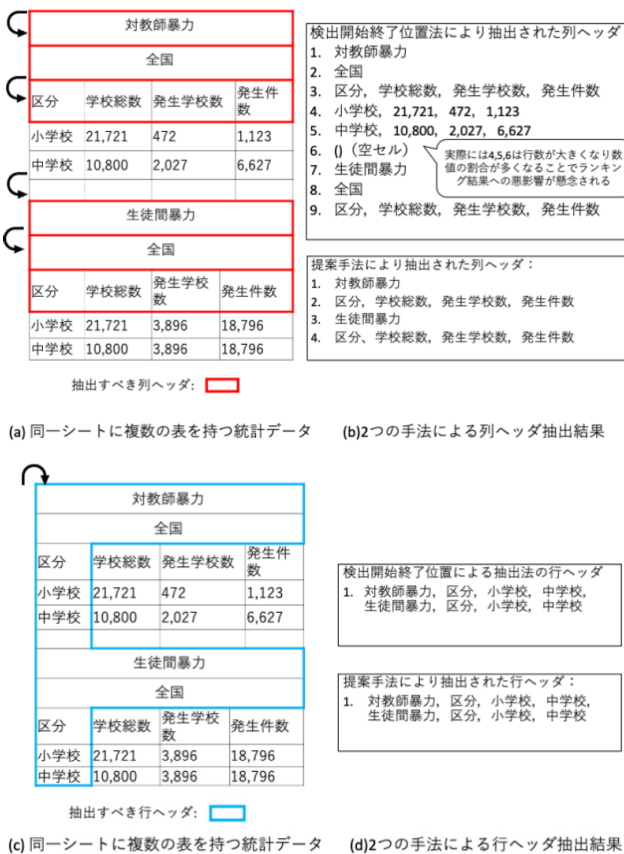 対教師暴力
全国
区分 学校総数 発生学校数 発生件
数
小学校 21,721 472 1,123
中学校 10,800 2,027 6,627
生徒間暴力
全国
区分 学校総数 発生学校
数 発生件数
小学校 21,721 3,896 18,796
中学校 10,800 3,896 18,796
抽出すべき列ヘッダ:
(a) 同一シートに複数の表を持つ統計データ
検出開始終了位置法により抽出された列ヘッダ
1. 対教師暴力
2. 全国
3. 区分, 学校総数, 発生学校数, 発生件数
4. 小学校, 21,721, 472, 1,123
5. 中学校, 10,800, 2,027, 6,627
6. ()（空セル）
7. 生徒間暴力
8. 全国
9. 区分, 学校総数, 発生学校数, 発生件数
実際には4,5,6は行数が大きくなり数
値の割合が多くなることでランキン
グ結果への悪影響が懸念される
提案手法により抽出された列ヘッダ：
1. 対教師暴力
2. 区分, 学校総数, 発生学校数, 発生件数
3. 生徒間暴力
4. 区分、学校総数, 発生学校数, 発生件数
(b)2つの手法による列ヘッダ抽出結果
対教師暴力
全国
区分 学校総数 発生学校数 発生件
数
小学校 21,721 472 1,123
中学校 10,800 2,027 6,627
生徒間暴力
全国
区分 学校総数 発生学校
数 発生件数
小学校 21,721 3,896 18,796
中学校 10,800 3,896 18,796
抽出すべき行ヘッダ:
(c) 同一シートに複数の表を持つ統計データ
検出開始終了位置による抽出法の行ヘッダ
1. 対教師暴力, 区分, 小学校, 中学校,
生徒間暴力, 区分, 小学校, 中学校
提案手法により抽出された行ヘッダ：
1. 対教師暴力, 区分, 小学校, 中学校,
生徒間暴力, 区分, 小学校, 中学校
(d)2つの手法による行ヘッダ抽出結果